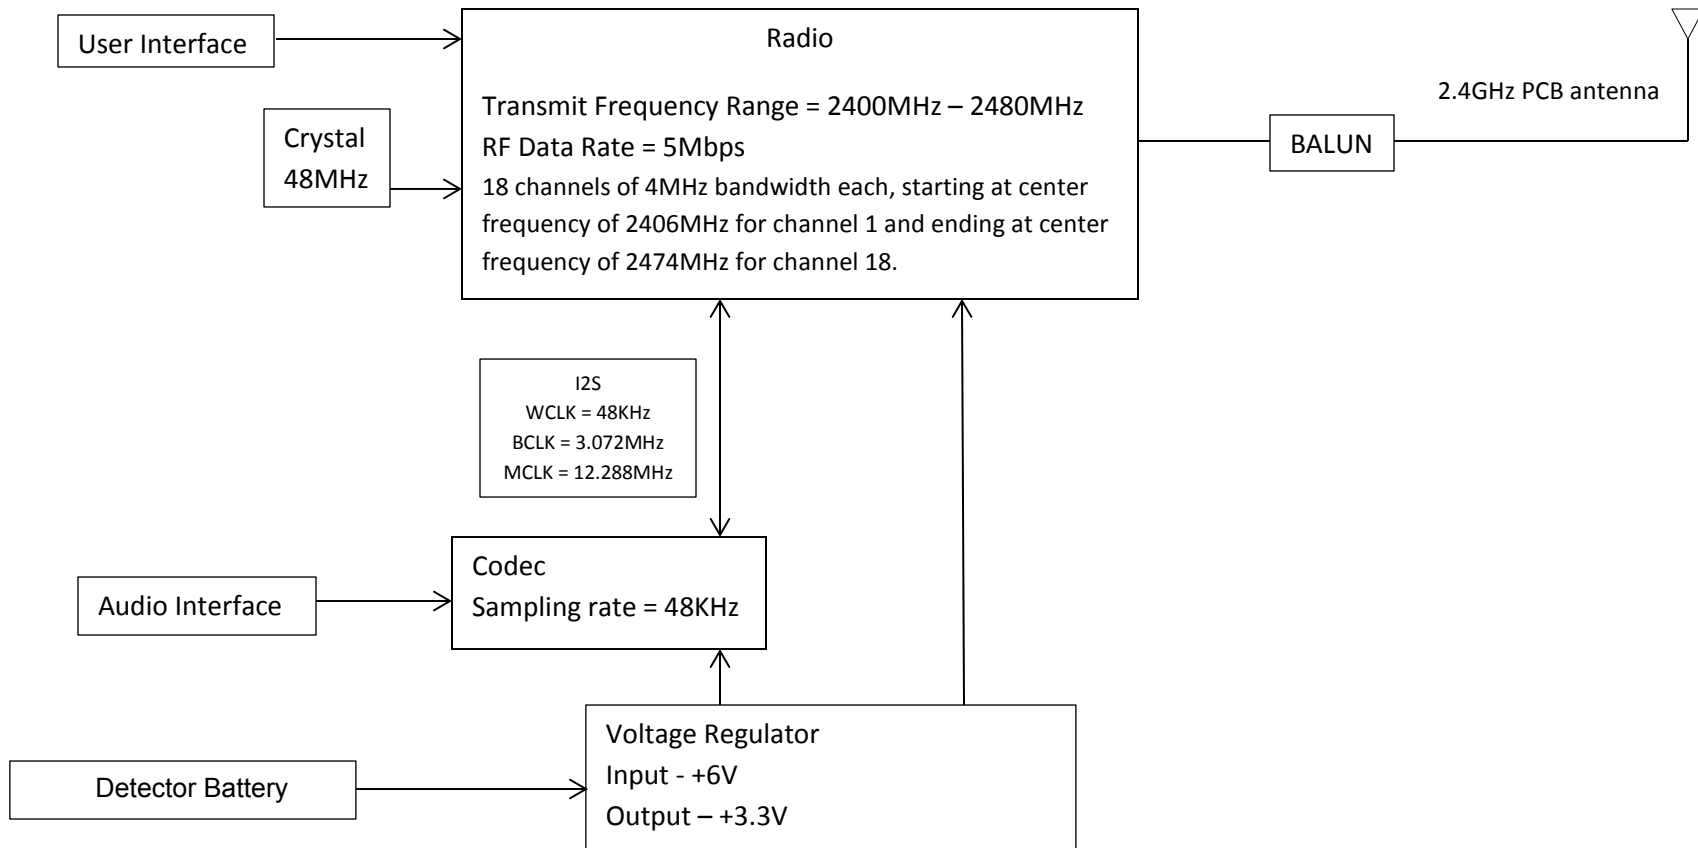 User Interface
Radio
Transmit Frequency Range = 2400MHz – 2480MHz
RF Data Rate = 5Mbps
18 channels of 4MHz bandwidth each, starting at center
frequency of 2406MHz for channel 1 and ending at center
frequency of 2474MHz for channel 18.
Crystal
48MHz
2.4GHz PCB antenna
BALUN
I2S
WCLK = 48KHz
BCLK = 3.072MHz
MCLK = 12.288MHz
Codec
Sampling rate = 48KHz
Audio Interface
Voltage Regulator
Input - +6V
Output – +3.3V
Detector Battery